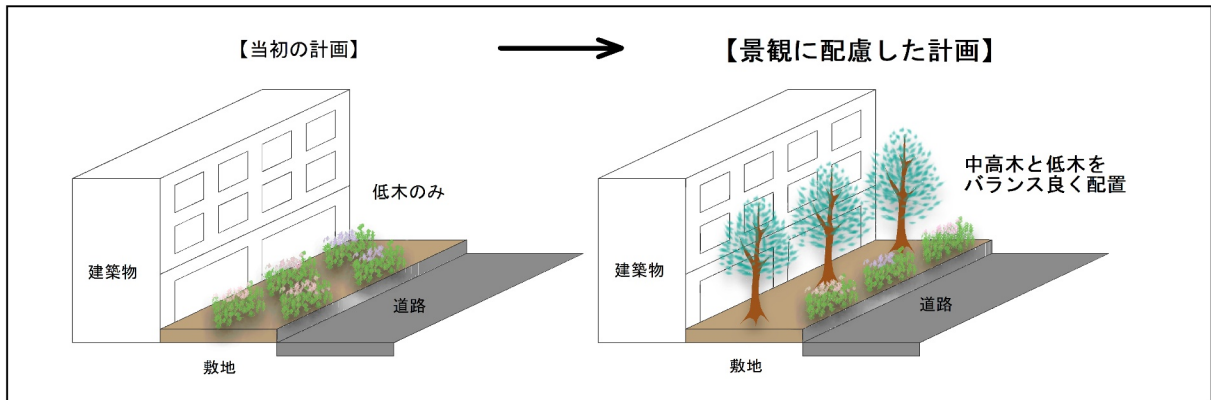 【当初の計画】
【景観に配慮した計画】
低木のみ
建築物
道路
敷地
中高木と低木を
バランス良く配置
建築物
道路
敷地